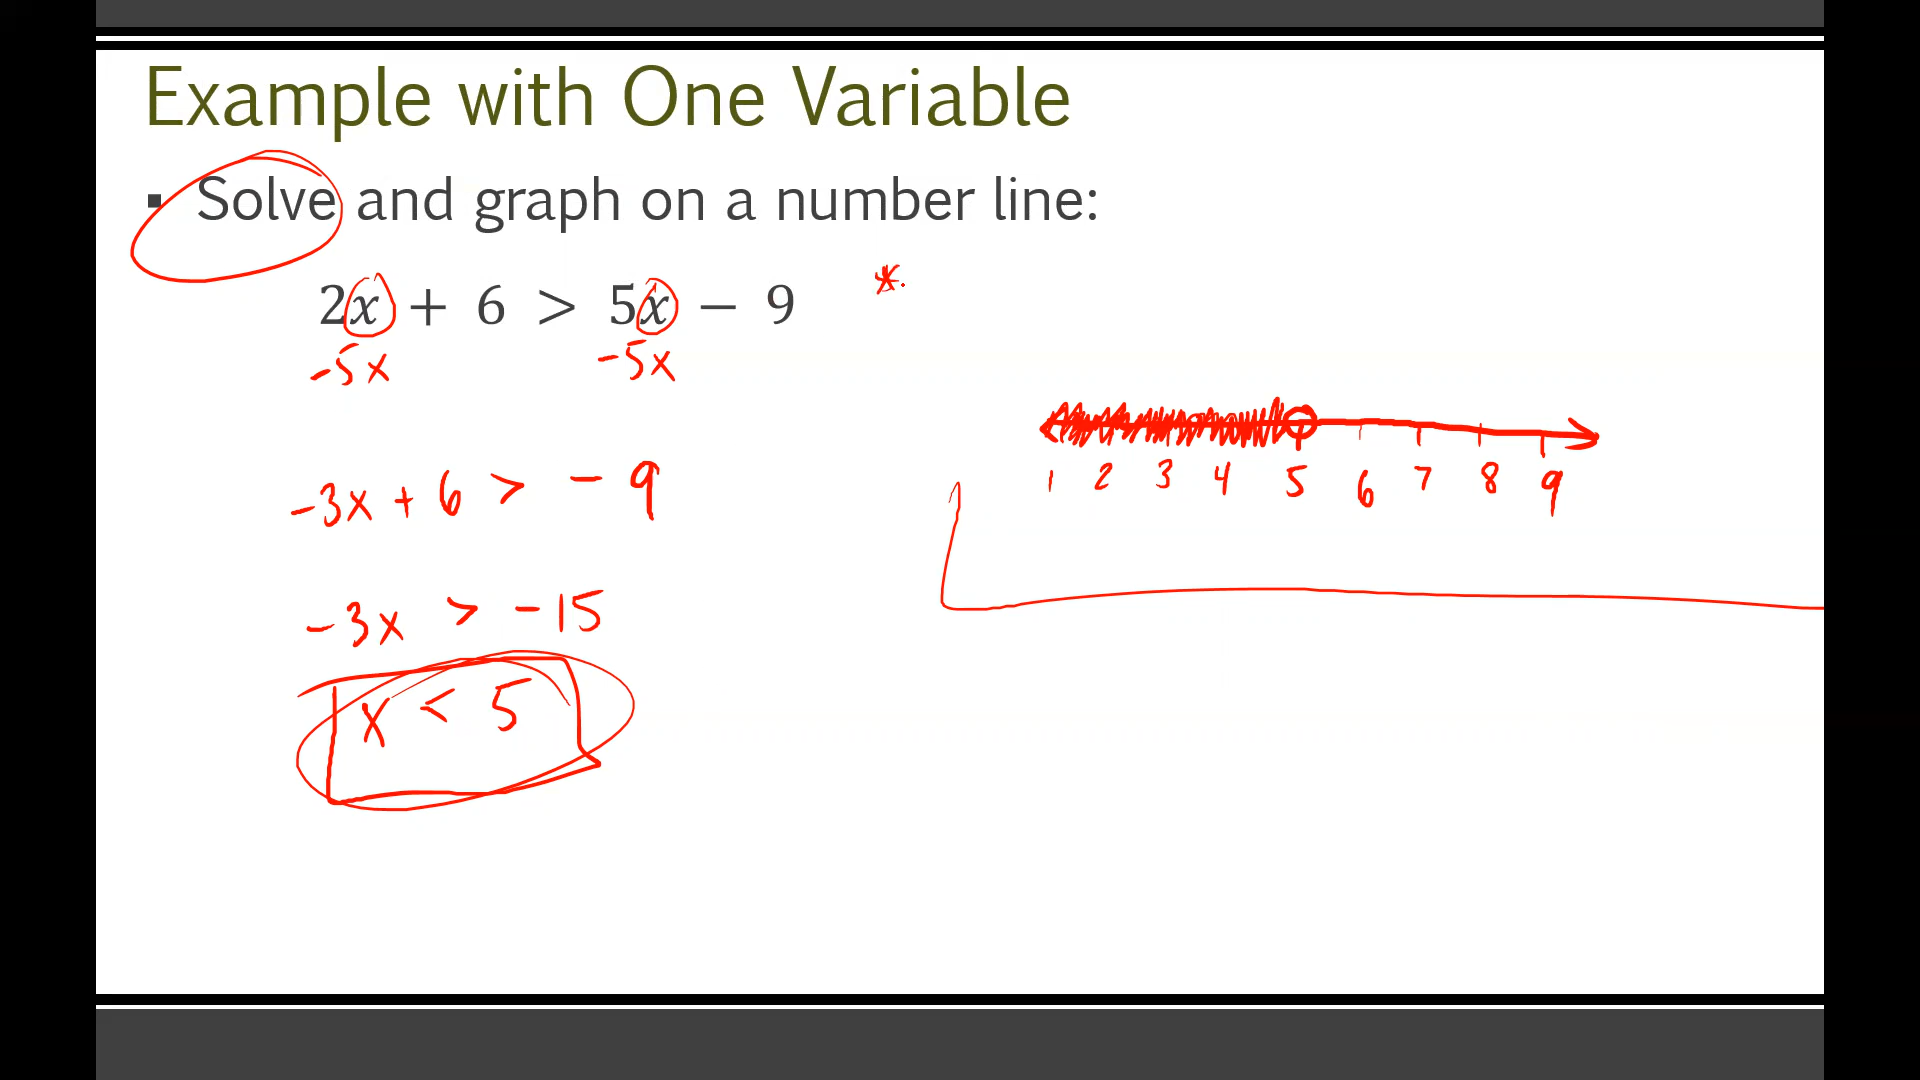 Example with One Variable
▪ Solve and graph on a number line:
2x + 6 > 5x − 9 *
-5x -5x
-3x + 6 > - 9
-3x > -15
x < 5
1 2 3 4 5 6 7 8 9